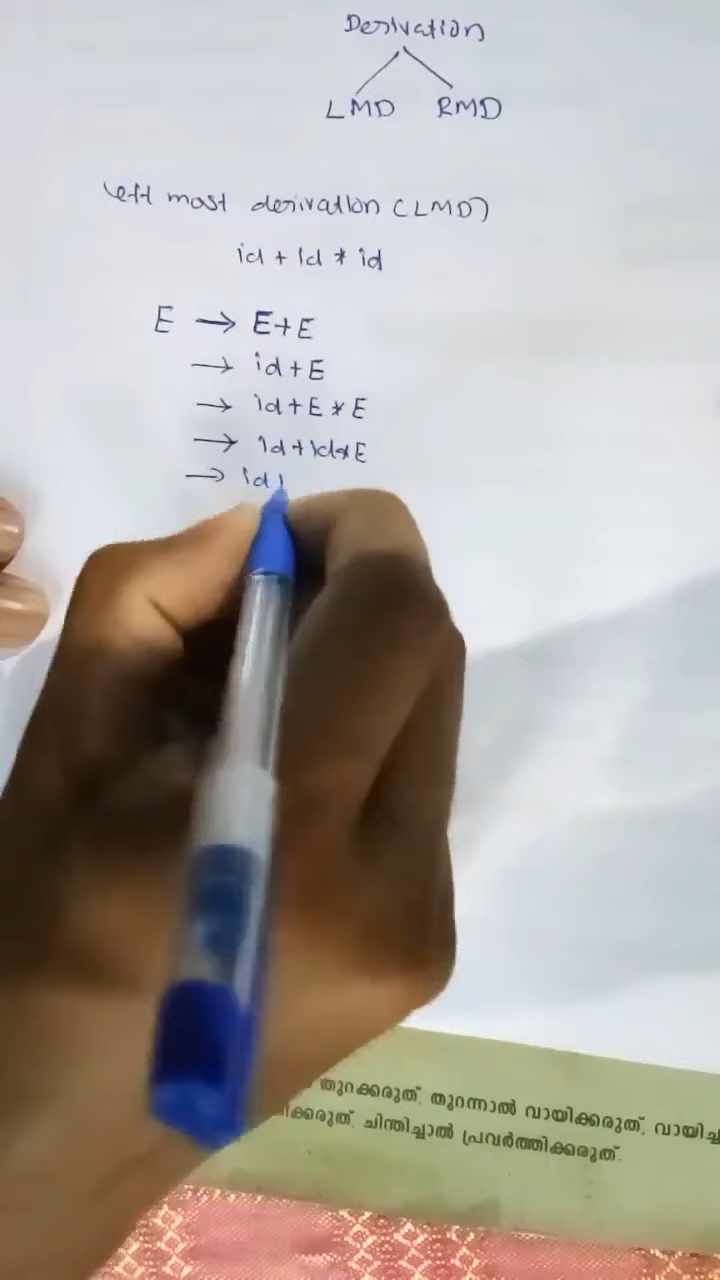 Derivation
LMD RMD
Left most derivation (LMD)
id + id * id
E → E+E
→ id+E
→ id+E * E
→ id+id*E
→ id
തുറക്കരുത്. തുറന്നാൽ വായിക്കരുത്. വായിച്ച
ക്കരുത്. ചിന്തിച്ചാൽ പ്രവർത്തിക്കരുത്.